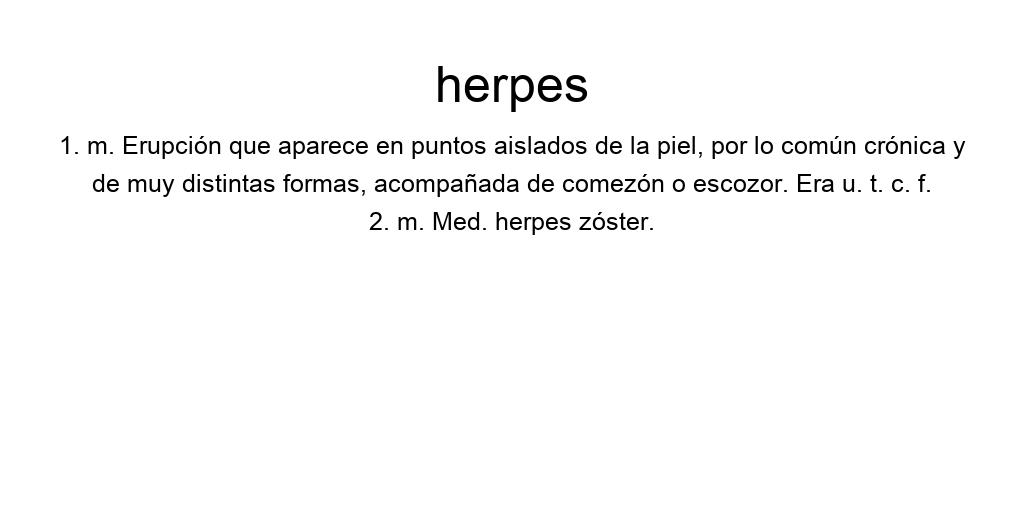 herpes
1. m. Erupción que aparece en puntos aislados de la piel, por lo común crónica y
de muy distintas formas, acompañada de comezón o escozor. Era u. t. c. f.
2. m. Med. herpes zóster.